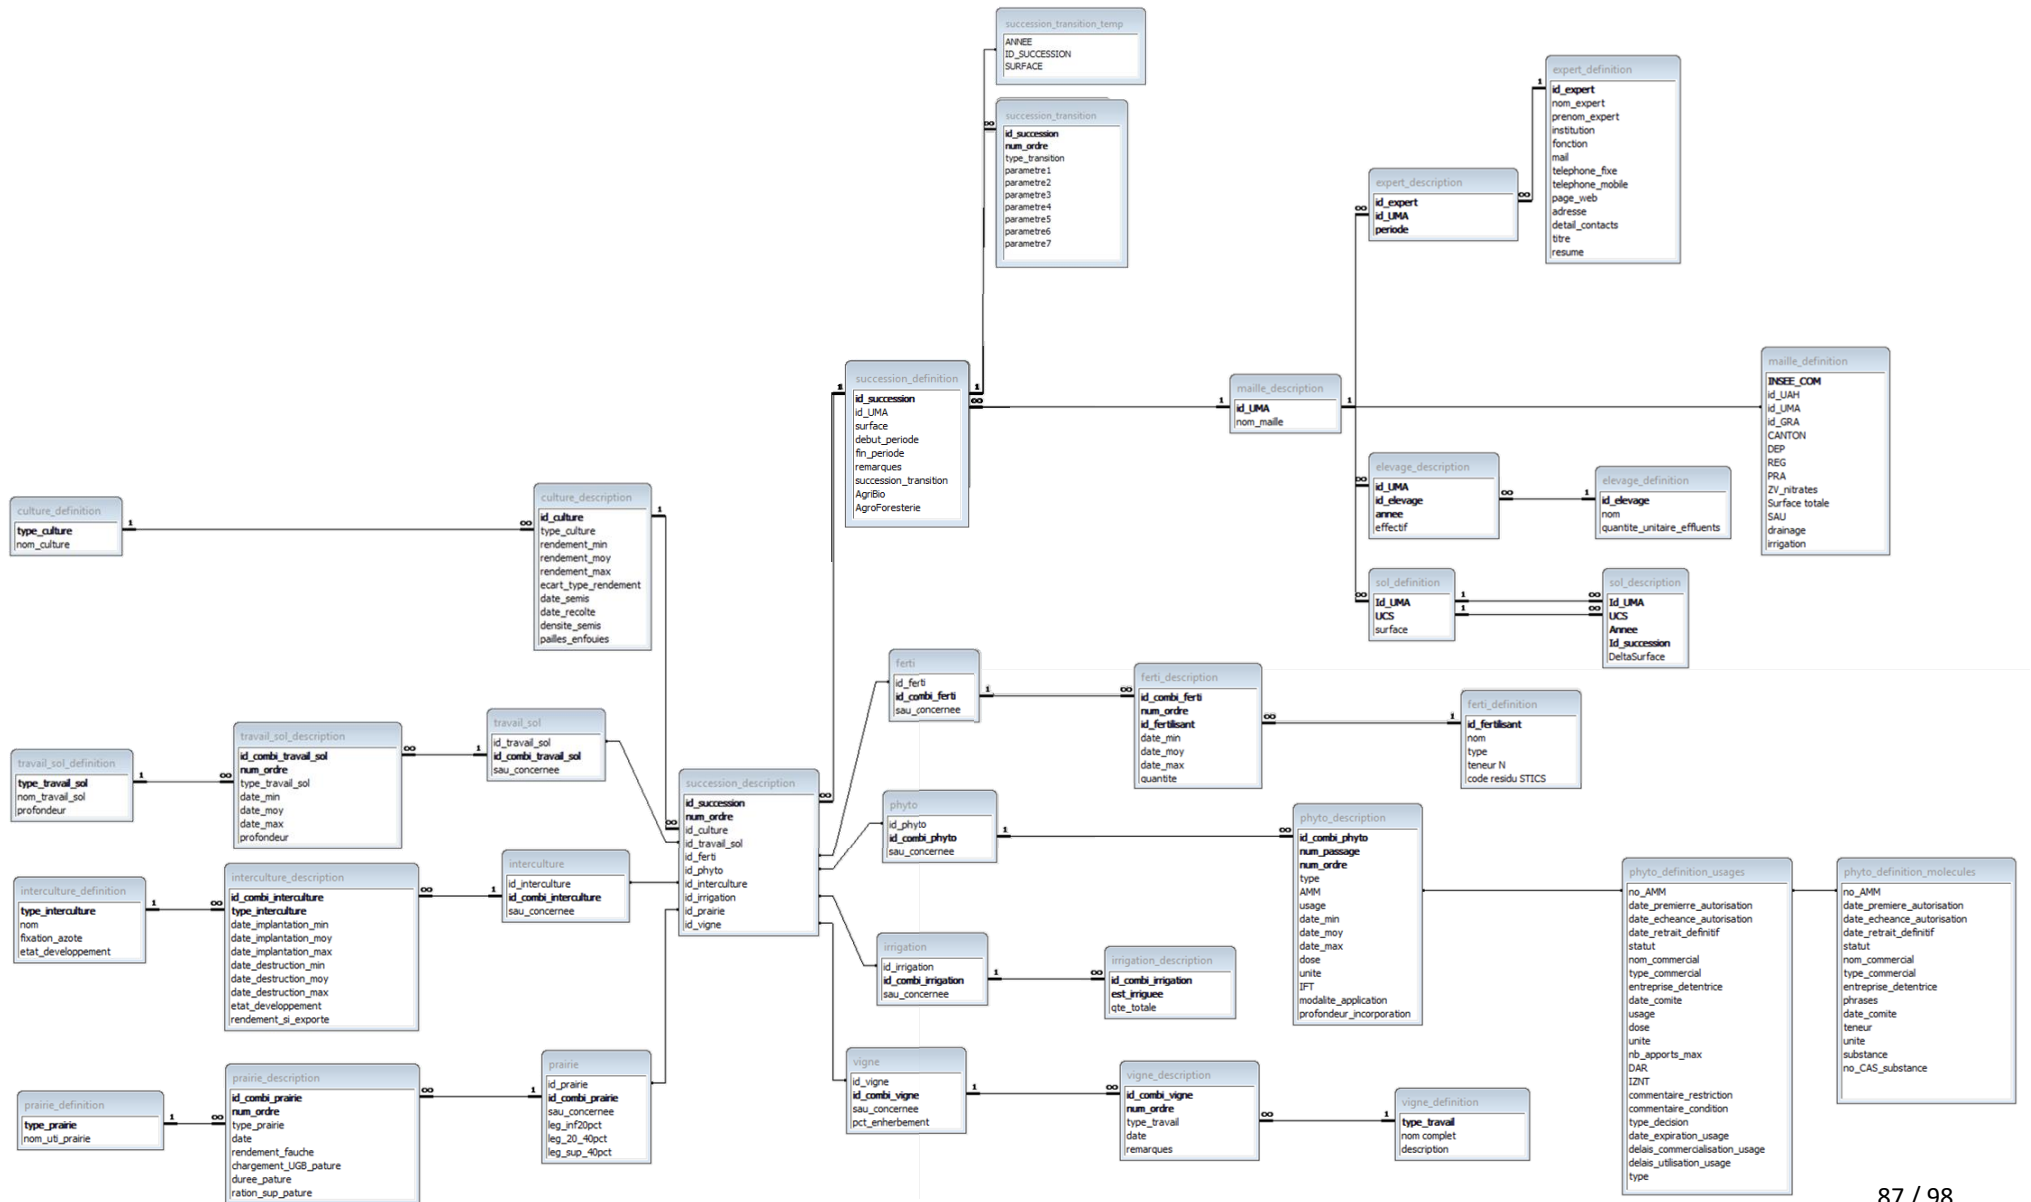 succession_transition_temp
ANNEE
ID_SUCCESSION
SURFACE
succession_transition
id_succession
num_ordre
type_transition
parametre1
parametre2
parametre3
parametre4
parametre5
parametre6
parametre7
expert_definition
id_expert
nom_expert
prenom_expert
institution
fonction
mail
telephone_fixe
telephone_mobile
page_web
adresse
detail_contacts
titre
resume
expert_description
id_expert
id_UMA
periode
succession_definition
id_succession
id_UMA
surface
debut_periode
fin_periode
remarques
succession_transition
AgriBio
AgroForesterie
maille_description
id_UMA
nom_maille
maille_definition
INSEE_COM
id_UAH
id_UMA
id_GRA
CANTON
DEP
REG
PRA
ZV_nitrates
Surface totale
SAU
drainage
irrigation
elevage_description
id_UMA
id_elevage
annee
effectif
elevage_definition
id_elevage
nom
quantite_unitaire_effluents
sol_definition
Id_UMA
UCS
surface
sol_description
Id_UMA
UCS
Annee
Id_succession
DeltaSurface
culture_definition
type_culture
nom_culture
culture_description
id_culture
type_culture
rendement_min
rendement_moy
rendement_max
ecart_type_rendement
date_semis
date_recolte
densite_semis
pailles_enfouies
travail_sol_definition
type_travail_sol
nom_travail_sol
profondeur
travail_sol_description
id_combi_travail_sol
num_ordre
type_travail_sol
date_min
date_moy
date_max
profondeur
travail_sol
id_travail_sol
id_combi_travail_sol
sau_concernee
succession_description
id_succession
num_ordre
id_culture
id_travail_sol
id_ferti
id_phyto
id_interculture
id_irrigation
id_prairie
id_vigne
ferti
id_ferti
id_combi_ferti
sau_concernee
ferti_description
id_combi_ferti
num_ordre
id_fertilisant
date_min
date_moy
date_max
quantite
ferti_definition
id_fertilisant
nom
type
teneur N
code residu STICS
phyto
id_phyto
id_combi_phyto
sau_concernee
phyto_description
id_combi_phyto
num_passage
num_ordre
type
AMM
usage
date_min
date_moy
date_max
dose
unite
IFT
modalite_application
profondeur_incorporation
phyto_definition_usages
no_AMM
date_premierre_autorisation
date_echeance_autorisation
date_retrait_definitif
statut
nom_commercial
type_commercial
entreprise_detentrice
date_comite
usage
dose
unite
nb_apports_max
DAR
IZNT
commentaire_restriction
commentaire_condition
type_decision
date_expiration_usage
delais_commercialisation_usage
delais_utilisation_usage
type
phyto_definition_molecules
no_AMM
date_premiere_autorisation
date_echeance_autorisation
date_retrait_definitif
statut
nom_commercial
type_commercial
entreprise_detentrice
phrases
date_comite
teneur
unite
substance
no_CAS_substance
interculture_definition
type_interculture
nom
fixation_azote
etat_developpement
interculture_description
id_combi_interculture
type_interculture
date_implantation_min
date_implantation_moy
date_implantation_max
date_destruction_min
date_destruction_moy
date_destruction_max
etat_developpement
rendement_si_exporte
interculture
id_interculture
id_combi_interculture
sau_concernee
irrigation
id_irrigation
id_combi_irrigation
sau_concernee
irrigation_description
id_combi_irrigation
est_irriguee
qte_totale
prairie_definition
type_prairie
nom_uti_prairie
prairie_description
id_combi_prairie
num_ordre
type_prairie
date
rendement_fauche
chargement_UGB_pature
duree_pature
ration_sup_pature
prairie
id_prairie
id_combi_prairie
sau_concernee
leg_inf20pct
leg_20_40pct
leg_sup_40pct
vigne
id_vigne
id_combi_vigne
sau_concernee
pct_enherbement
vigne_description
id_combi_vigne
num_ordre
type_travail
date
remarques
vigne_definition
type_travail
nom complet
description
87 / 98